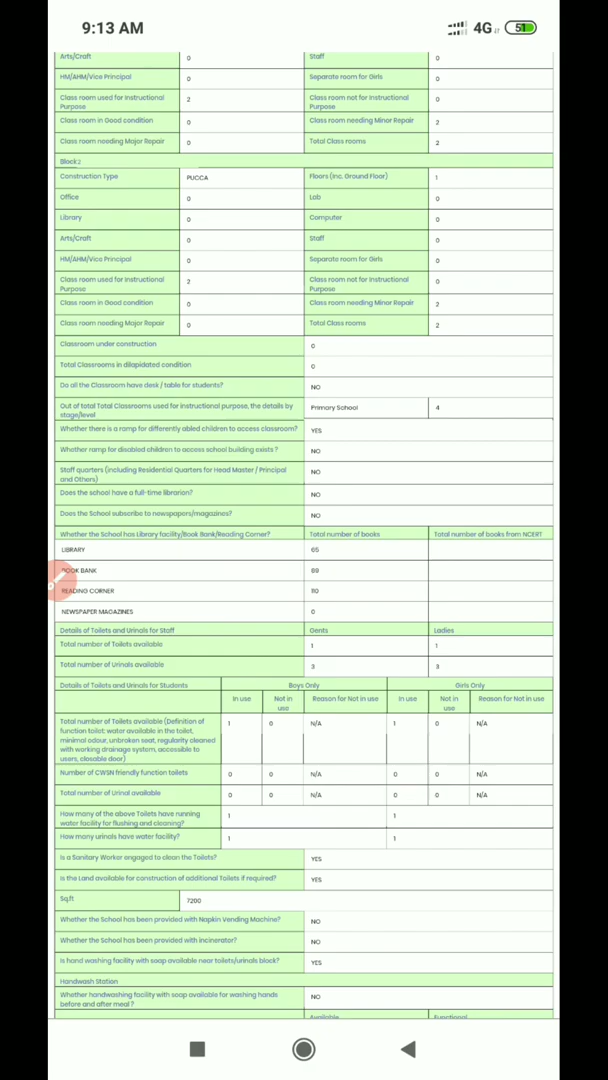 9:13 AM 4G 51
Arts/Craft 0 Staff 0
HM/AHM/Vice Principal 0 Separate room for Girls 0
Class room used for Instructional Purpose 2 Class room not for Instructional Purpose 0
Class room in Good condition 0 Class room needing Minor Repair 2
Class room needing Major Repair 0 Total Class rooms 2
Block:2
Construction Type PUCCA Floors (Inc. Ground Floor) 1
Office 0 Lab 0
Library 0 Computer 0
Arts/Craft 0 Staff 0
HM/AHM/Vice Principal 0 Separate room for Girls 0
Class room used for Instructional Purpose 2 Class room not for Instructional Purpose 0
Class room in Good condition 0 Class room needing Minor Repair 2
Class room needing Major Repair 0 Total Class rooms 2
Classroom under construction 0
Total Classrooms in dilapidated condition 0
Do all the Classroom have desk / table for students? NO
Out of total Total Classrooms used for instructional purpose, the details by stage/level Primary School 4
Whether there is a ramp for differently abled children to access classroom? YES
Whether ramp for disabled children to access school building exists ? NO
Staff quarters (including Residential Quarters for Head Master / Principal and Others) NO
Does the school have a full-time librarian? NO
Does the School subscribe to newspapers/magazines? NO
Whether the School has Library facility/Book Bank/Reading Corner? Total number of books Total number of books from NCERT
LIBRARY 65
BOOK BANK 89
READING CORNER 110
NEWSPAPER MAGAZINES 0
Details of Toilets and Urinals for Staff Gents Ladies
Total number of Toilets available 1 1
Total number of Urinals available 3 3
Details of Toilets and Urinals for Students Boys Only Girls Only
In use Not in use Reason for Not in use In use Not in use Reason for Not in use
Total number of Toilets available (Definition of function toilet: water available in the toilet, minimal odour, unbroken seat, regularity cleaned with working drainage system, accessible to users, closable door) 1 0 N/A 1 0 N/A
Number of CWSN friendly function toilets 0 0 N/A 0 0 N/A
Total number of Urinal available 0 0 N/A 0 0 N/A
How many of the above Toilets have running water facility for flushing and cleaning? 1 1
How many urinals have water facility? 1 1
Is a Sanitary Worker engaged to clean the Toilets? YES
Is the Land available for construction of additional Toilets if required? YES
Sq.ft 7200
Whether the School has been provided with Napkin Vending Machine? NO
Whether the School has been provided with incinerator? NO
Is hand washing facility with soap available near toilets/urinals block? YES
Handwash Station
Whether handwashing facility with soap available for washing hands before and after meal ? NO
Available Functional